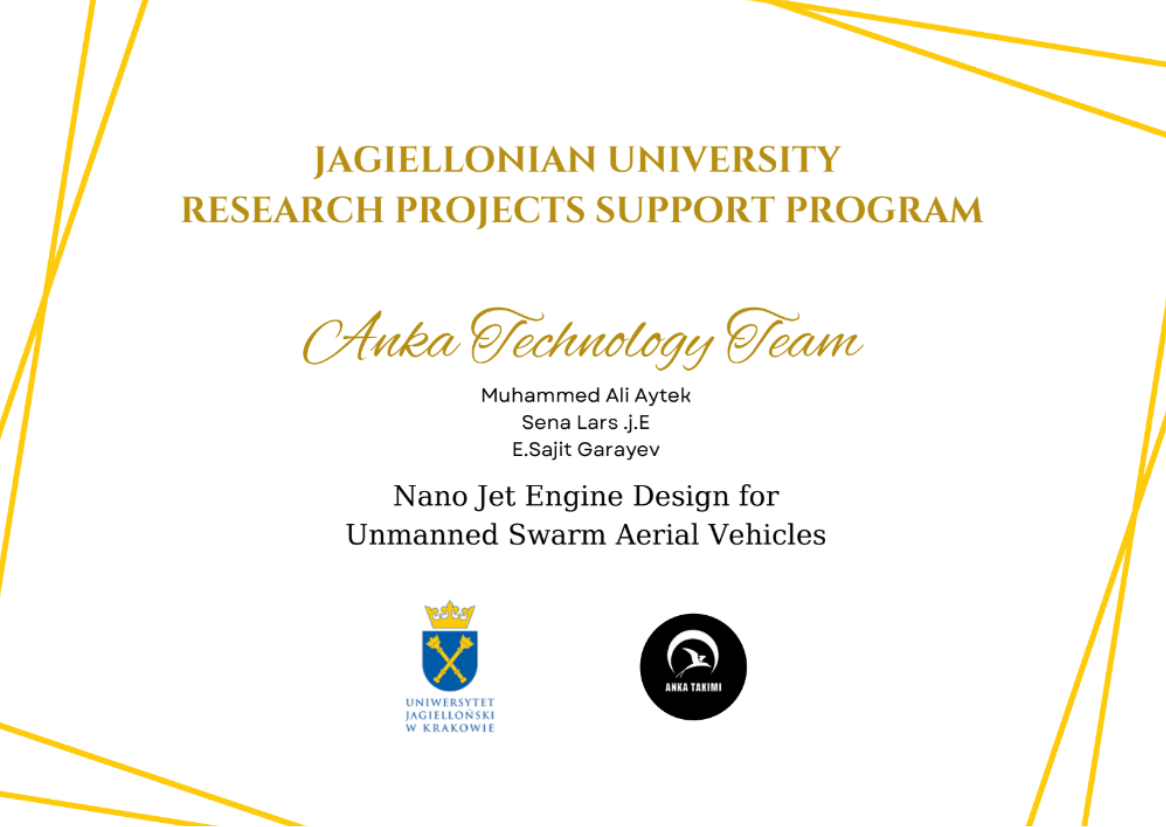 JAGIELLONIAN UNIVERSITY
RESEARCH PROJECTS SUPPORT PROGRAM
Anka Technology Team
Muhammed Ali Aytek
Sena Lars .j.E
E.Sajit Garayev
Nano Jet Engine Design for
Unmanned Swarm Aerial Vehicles
UNIWERSYTET
JAGIELLOŃSKI
W KRAKOWIE
ANKA TAKIMI